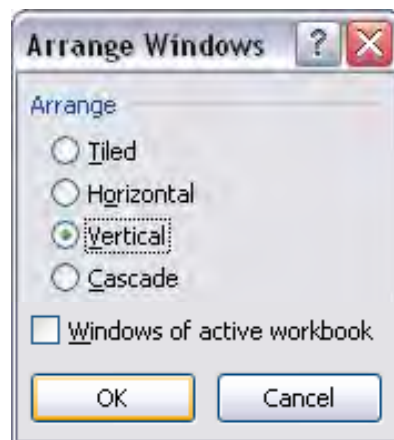 Arrange Windows ?
Arrange
Tiled
Horizontal
Vertical
Cascade
Windows of active workbook
OK Cancel